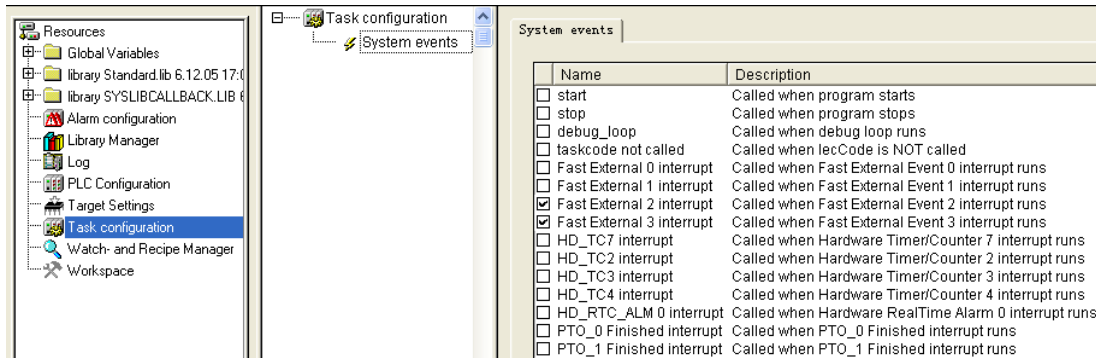 Resources
Global Variables
library Standard.lib 6.12.05 17:0
library SYSLIBCALLBACK.LIB 6
Alarm configuration
Library Manager
Log
PLC Configuration
Target Settings
Task configuration
Watch- and Recipe Manager
Workspace
Task configuration
System events
System events
Name Description
start Called when program starts
stop Called when program stops
debug_loop Called when debug loop runs
taskcode not called Called when IecCode is NOT called
Fast External 0 interrupt Called when Fast External Event 0 interrupt runs
Fast External 1 interrupt Called when Fast External Event 1 interrupt runs
Fast External 2 interrupt Called when Fast External Event 2 interrupt runs
Fast External 3 interrupt Called when Fast External Event 3 interrupt runs
HD_TC7 interrupt Called when Hardware Timer/Counter 7 interrupt runs
HD_TC2 interrupt Called when Hardware Timer/Counter 2 interrupt runs
HD_TC3 interrupt Called when Hardware Timer/Counter 3 interrupt runs
HD_TC4 interrupt Called when Hardware Timer/Counter 4 interrupt runs
HD_RTC_ALM 0 interrupt Called when Hardware RealTime Alarm 0 interrupt runs
PTO_0 Finished interrupt Called when PTO_0 Finished interrupt runs
PTO_1 Finished interrupt Called when PTO_1 Finished interrupt runs